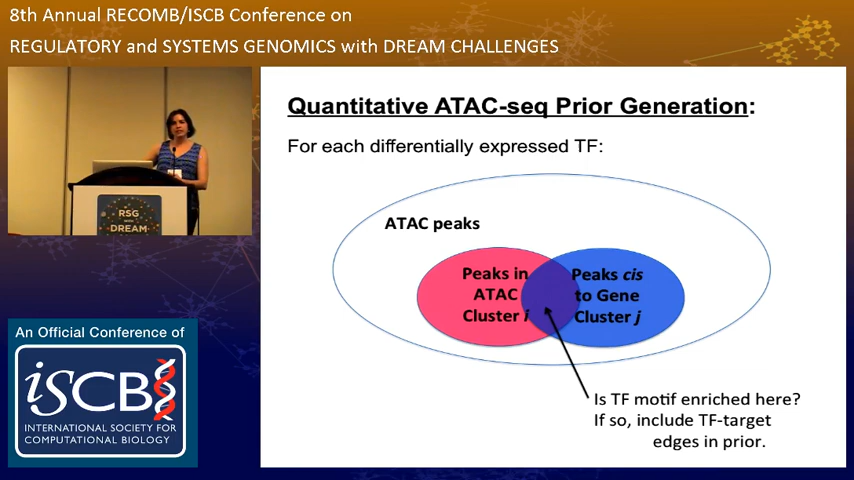 8th Annual RECOMB/ISCB Conference on
REGULATORY and SYSTEMS GENOMICS with DREAM CHALLENGES
Quantitative ATAC-seq Prior Generation:
For each differentially expressed TF:
ATAC peaks
Peaks in
ATAC
Cluster i
Peaks cis
to Gene
Cluster j
Is TF motif enriched here?
If so, include TF-target
edges in prior.
RSG
with
DREAM
An Official Conference of
iSCB
INTERNATIONAL SOCIETY FOR
COMPUTATIONAL BIOLOGY